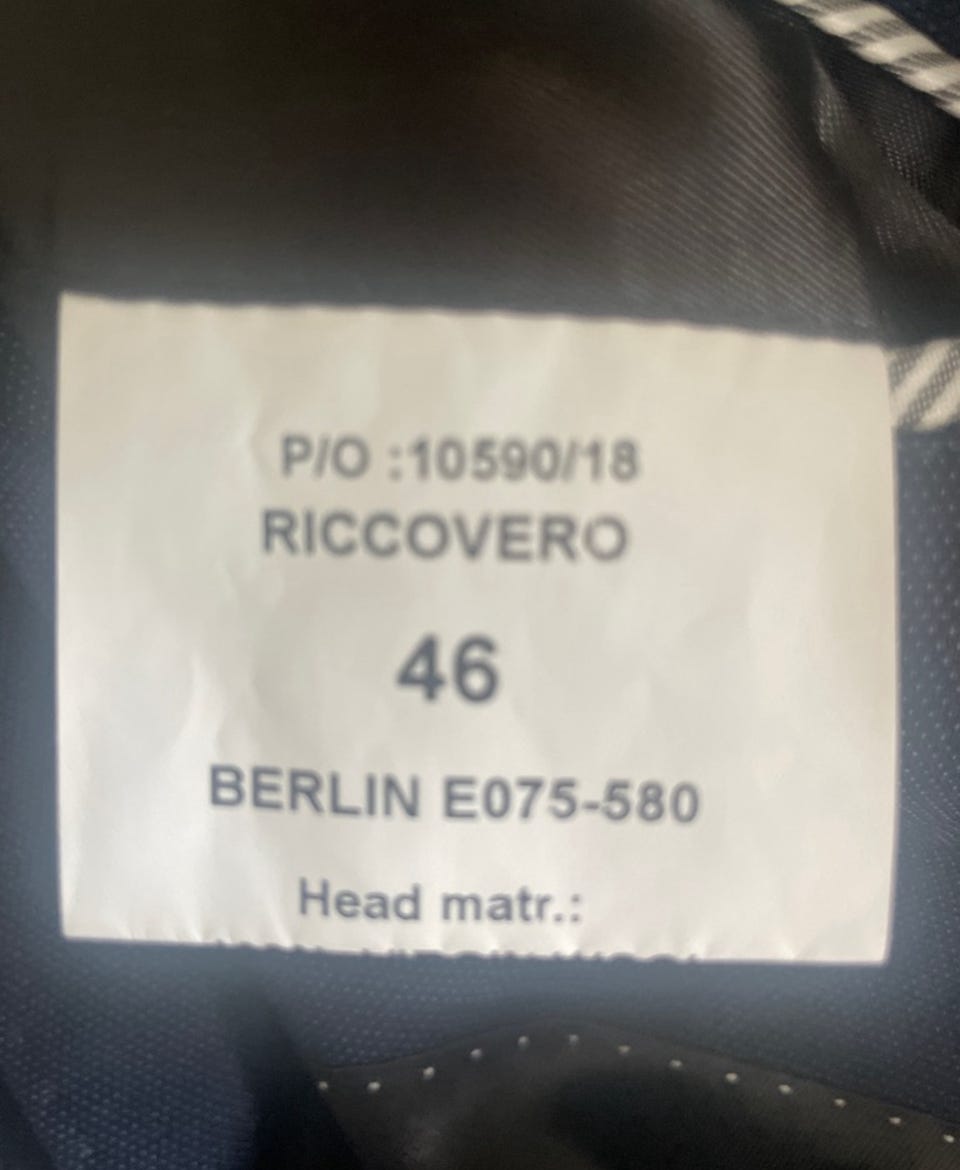 P/O :10590/18
RICCOVERO
46
BERLIN E075-580
Head matr.: